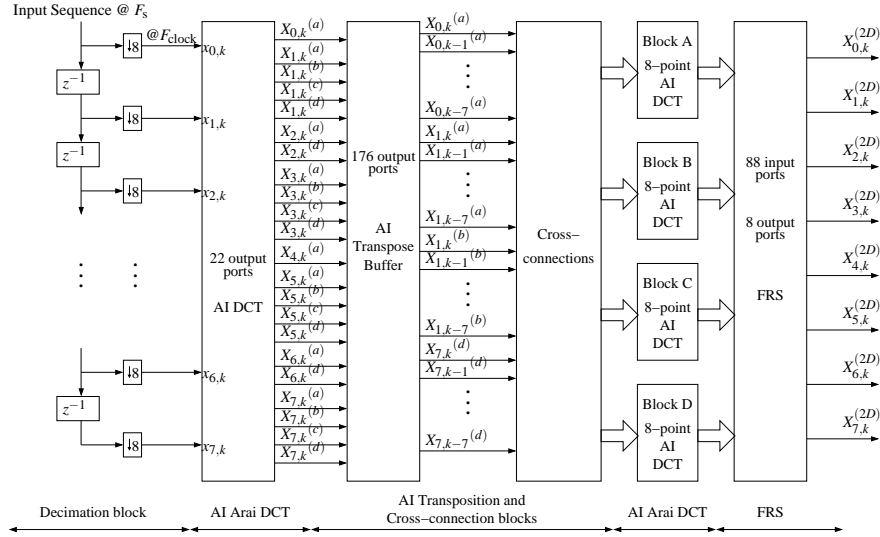 Input Sequence @ F_s
↓8
@F_clock
x_{0,k}
z^{-1}
↓8
x_{1,k}
z^{-1}
↓8
x_{2,k}
↓8
x_{6,k}
z^{-1}
↓8
x_{7,k}
22 output
ports
AI DCT
X_{0,k}^{(a)}
X_{1,k}^{(a)}
X_{1,k}^{(b)}
X_{1,k}^{(c)}
X_{1,k}^{(d)}
X_{2,k}^{(a)}
X_{2,k}^{(d)}
X_{3,k}^{(a)}
X_{3,k}^{(b)}
X_{3,k}^{(c)}
X_{3,k}^{(d)}
X_{4,k}^{(a)}
X_{5,k}^{(a)}
X_{5,k}^{(b)}
X_{5,k}^{(c)}
X_{5,k}^{(d)}
X_{6,k}^{(a)}
X_{6,k}^{(d)}
X_{7,k}^{(a)}
X_{7,k}^{(b)}
X_{7,k}^{(c)}
X_{7,k}^{(d)}
176 output
ports
AI
Transpose
Buffer
X_{0,k}^{(a)}
X_{0,k-1}^{(a)}
X_{0,k-7}^{(a)}
X_{1,k}^{(a)}
X_{1,k-1}^{(a)}
X_{1,k-7}^{(a)}
X_{1,k}^{(b)}
X_{1,k-1}^{(b)}
X_{1,k-7}^{(b)}
X_{7,k}^{(d)}
X_{7,k-1}^{(d)}
X_{7,k-7}^{(d)}
Cross-
connections
Block A
8-point
AI
DCT
Block B
8-point
AI
DCT
Block C
8-point
AI
DCT
Block D
8-point
AI
DCT
88 input
ports
8 output
ports
FRS
X_{0,k}^{(2D)}
X_{1,k}^{(2D)}
X_{2,k}^{(2D)}
X_{3,k}^{(2D)}
X_{4,k}^{(2D)}
X_{5,k}^{(2D)}
X_{6,k}^{(2D)}
X_{7,k}^{(2D)}
Decimation block
AI Arai DCT
AI Transposition and
Cross-connection blocks
AI Arai DCT
FRS